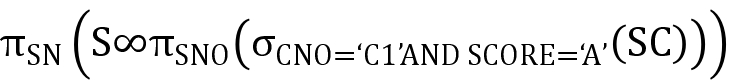 π_SN (S∞π_SNO(σ_CNO=‘C1’AND SCORE=‘A’(SC)))